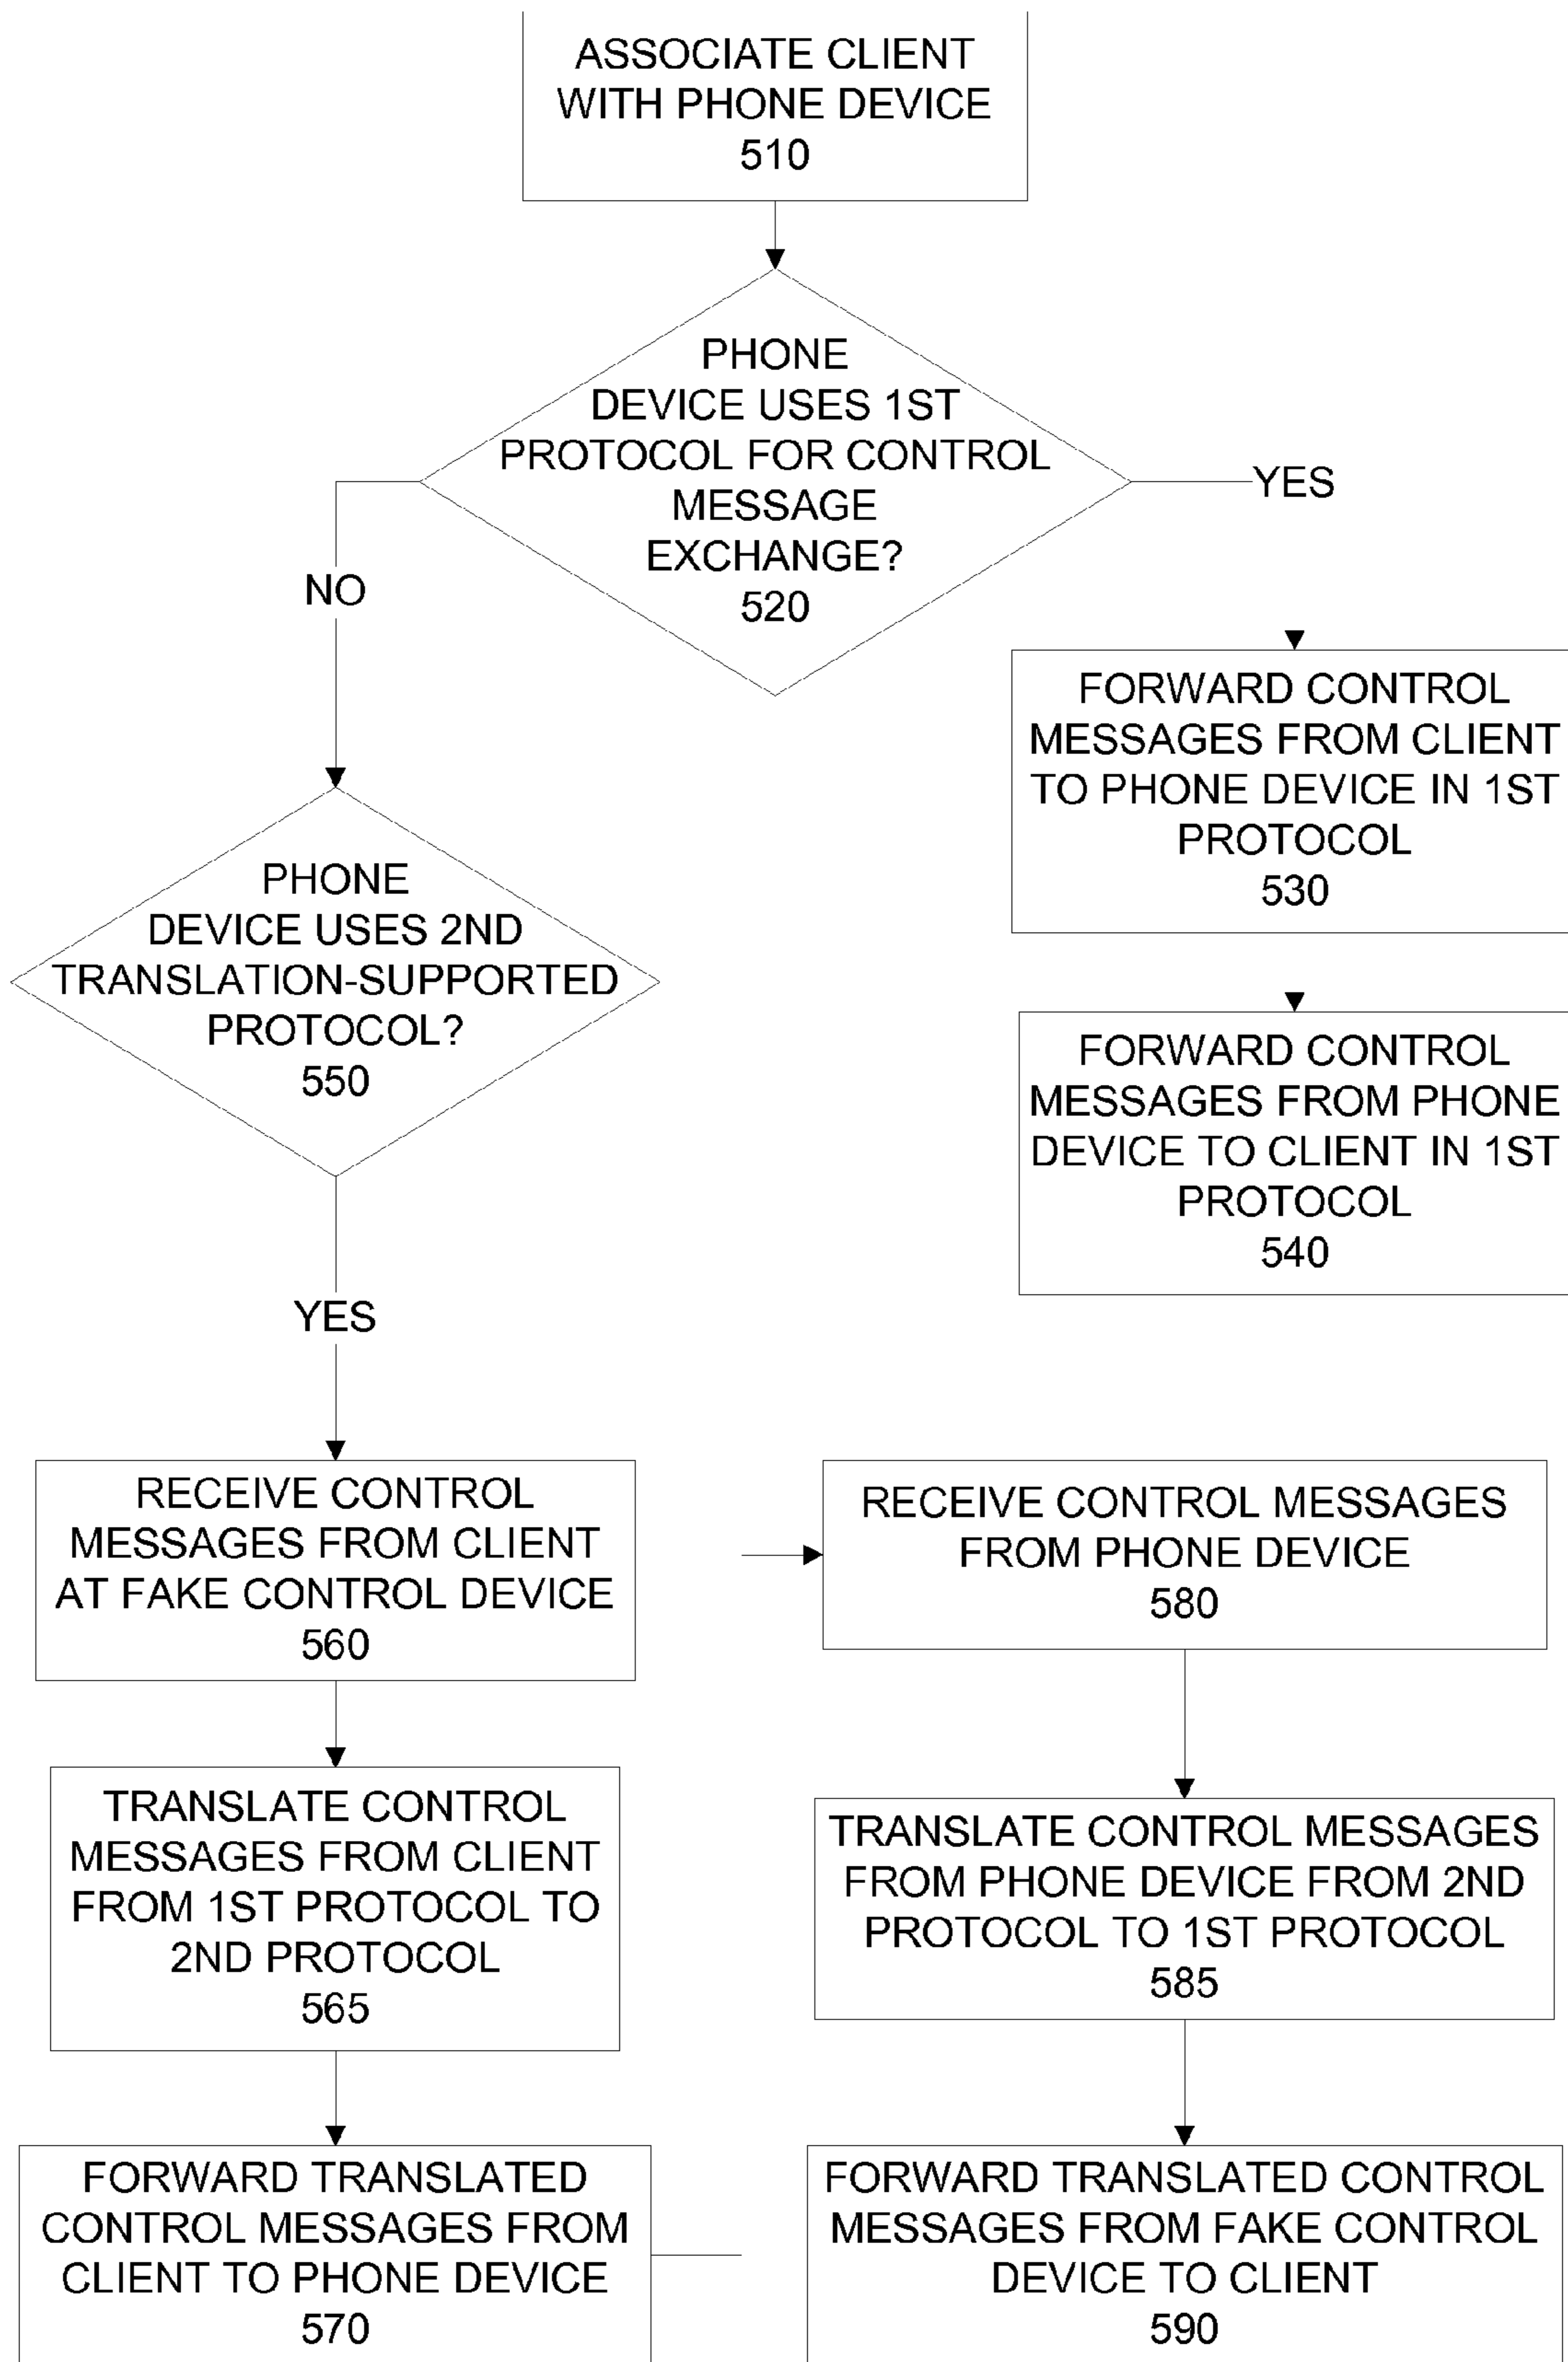 ASSOCIATE CLIENT
WITH PHONE DEVICE
510
PHONE
DEVICE USES 1ST
PROTOCOL FOR CONTROL
MESSAGE
EXCHANGE?
520
YES
NO
FORWARD CONTROL
MESSAGES FROM CLIENT
TO PHONE DEVICE IN 1ST
PROTOCOL
530
FORWARD CONTROL
MESSAGES FROM PHONE
DEVICE TO CLIENT IN 1ST
PROTOCOL
540
PHONE
DEVICE USES 2ND
TRANSLATION-SUPPORTED
PROTOCOL?
550
YES
RECEIVE CONTROL
MESSAGES FROM CLIENT
AT FAKE CONTROL DEVICE
560
TRANSLATE CONTROL
MESSAGES FROM CLIENT
FROM 1ST PROTOCOL TO
2ND PROTOCOL
565
FORWARD TRANSLATED
CONTROL MESSAGES FROM
CLIENT TO PHONE DEVICE
570
RECEIVE CONTROL MESSAGES
FROM PHONE DEVICE
580
TRANSLATE CONTROL MESSAGES
FROM PHONE DEVICE FROM 2ND
PROTOCOL TO 1ST PROTOCOL
585
FORWARD TRANSLATED CONTROL
MESSAGES FROM FAKE CONTROL
DEVICE TO CLIENT
590